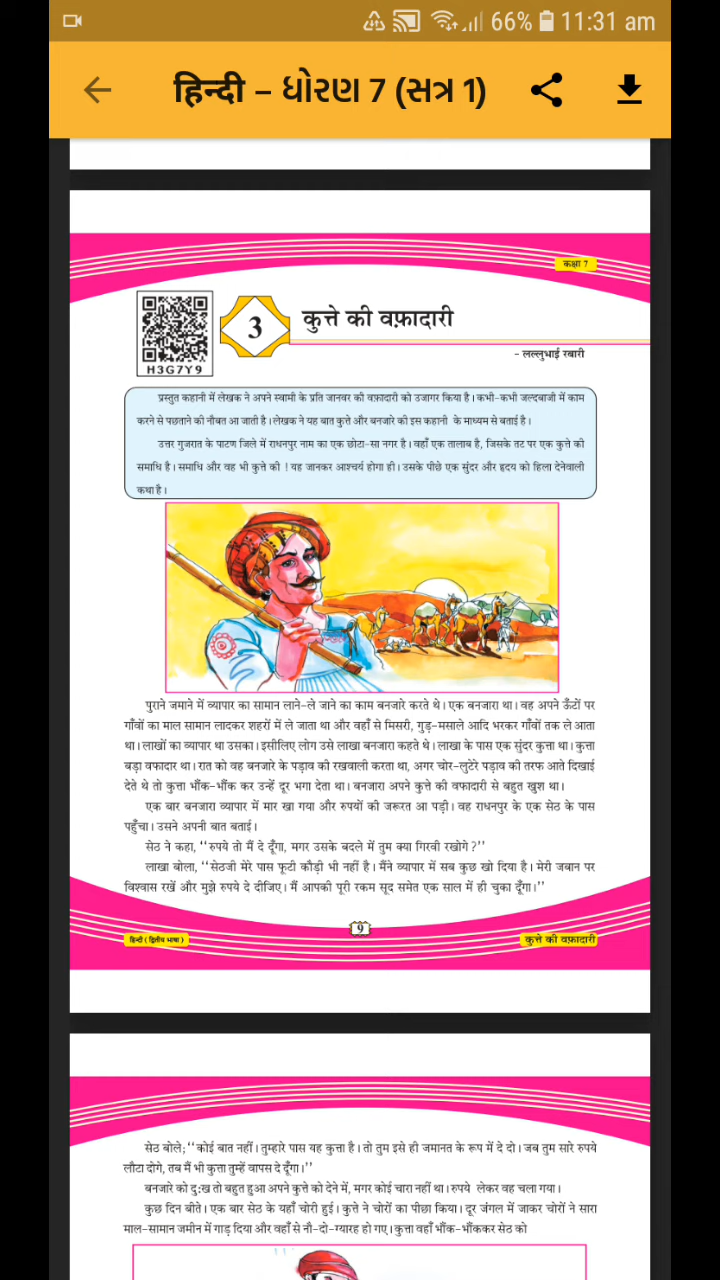 66% 11:31 am
हिन्दी – ધોરણ 7 (સત્ર 1)
कक्षा 7
H3G7Y9
3
कुत्ते की वफ़ादारी
- लल्लुभाई रबारी
प्रस्तुत कहानी में लेखक ने अपने स्वामी के प्रति जानवर की वफ़ादारी को उजागर किया है। कभी-कभी जल्दबाजी में काम
करने से पछताने की नौबत आ जाती है। लेखक ने यह बात कुत्ते और बनजारे की इस कहानी के माध्यम से बताई है।
उत्तर गुजरात के पाटण जिले में राधनपुर नाम का एक छोटा-सा नगर है। वहाँ एक तालाब है, जिसके तट पर एक कुत्ते की
समाधि है। समाधि और वह भी कुत्ते की ! यह जानकर आश्चर्य होगा ही। उसके पीछे एक सुंदर और हृदय को हिला देनेवाली
कथा है।
पुराने जमाने में व्यापार का सामान लाने-ले जाने का काम बनजारे करते थे। एक बनजारा था। वह अपने ऊँटों पर
गाँवों का माल सामान लादकर शहरों में ले जाता था और वहाँ से मिसरी, गुड़-मसाले आदि भरकर गाँवों तक ले आता
था। लाखों का व्यापार था उसका। इसीलिए लोग उसे लाखा बनजारा कहते थे। लाखा के पास एक सुंदर कुत्ता था। कुत्ता
बड़ा वफादार था। रात को वह बनजारे के पड़ाव की रखवाली करता था, अगर चोर-लुटेरे पड़ाव की तरफ आते दिखाई
देते थे तो कुत्ता भौंक-भौंक कर उन्हें दूर भगा देता था। बनजारा अपने कुत्ते की वफादारी से बहुत खुश था।
एक बार बनजारा व्यापार में मार खा गया और रुपयों की जरूरत आ पड़ी। वह राधनपुर के एक सेठ के पास
पहुँचा। उसने अपनी बात बताई।
सेठ ने कहा, ‘‘रुपये तो मैं दे दूँगा, मगर उसके बदले में तुम क्या गिरवी रखोगे ?’’
लाखा बोला, ‘‘सेठजी मेरे पास फूटी कौड़ी भी नहीं है। मैंने व्यापार में सब कुछ खो दिया है। मेरी जबान पर
विश्वास रखें और मुझे रुपये दे दीजिए। मैं आपकी पूरी रकम सूद समेत एक साल में ही चुका दूँगा।’’
9
हिन्दी ( द्वितीय भाषा )
कुत्ते की वफ़ादारी
सेठ बोले; ‘‘कोई बात नहीं। तुम्हारे पास यह कुत्ता है। तो तुम इसे ही जमानत के रूप में दे दो। जब तुम सारे रुपये
लौटा दोगे, तब मैं भी कुत्ता तुम्हें वापस दे दूँगा।’’
बनजारे को दुःख तो बहुत हुआ अपने कुत्ते को देने में, मगर कोई चारा नहीं था। रुपये लेकर वह चला गया।
कुछ दिन बीते। एक बार सेठ के यहाँ चोरी हुई। कुत्ते ने चोरों का पीछा किया। दूर जंगल में जाकर चोरों ने सारा
माल-सामान जमीन में गाड़ दिया और वहाँ से नौ-दो-ग्यारह हो गए। कुत्ता वहाँ भौंक-भौंककर सेठ को